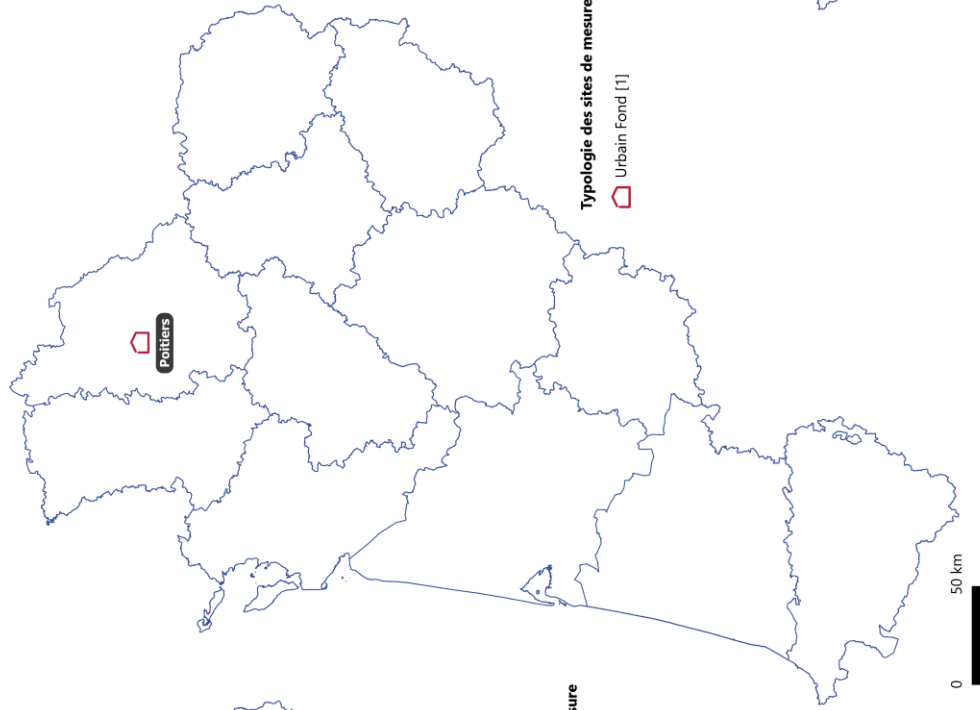 Poitiers
Typologie des sites de mesure
Urbain Fond [1]
sure
0
50 km